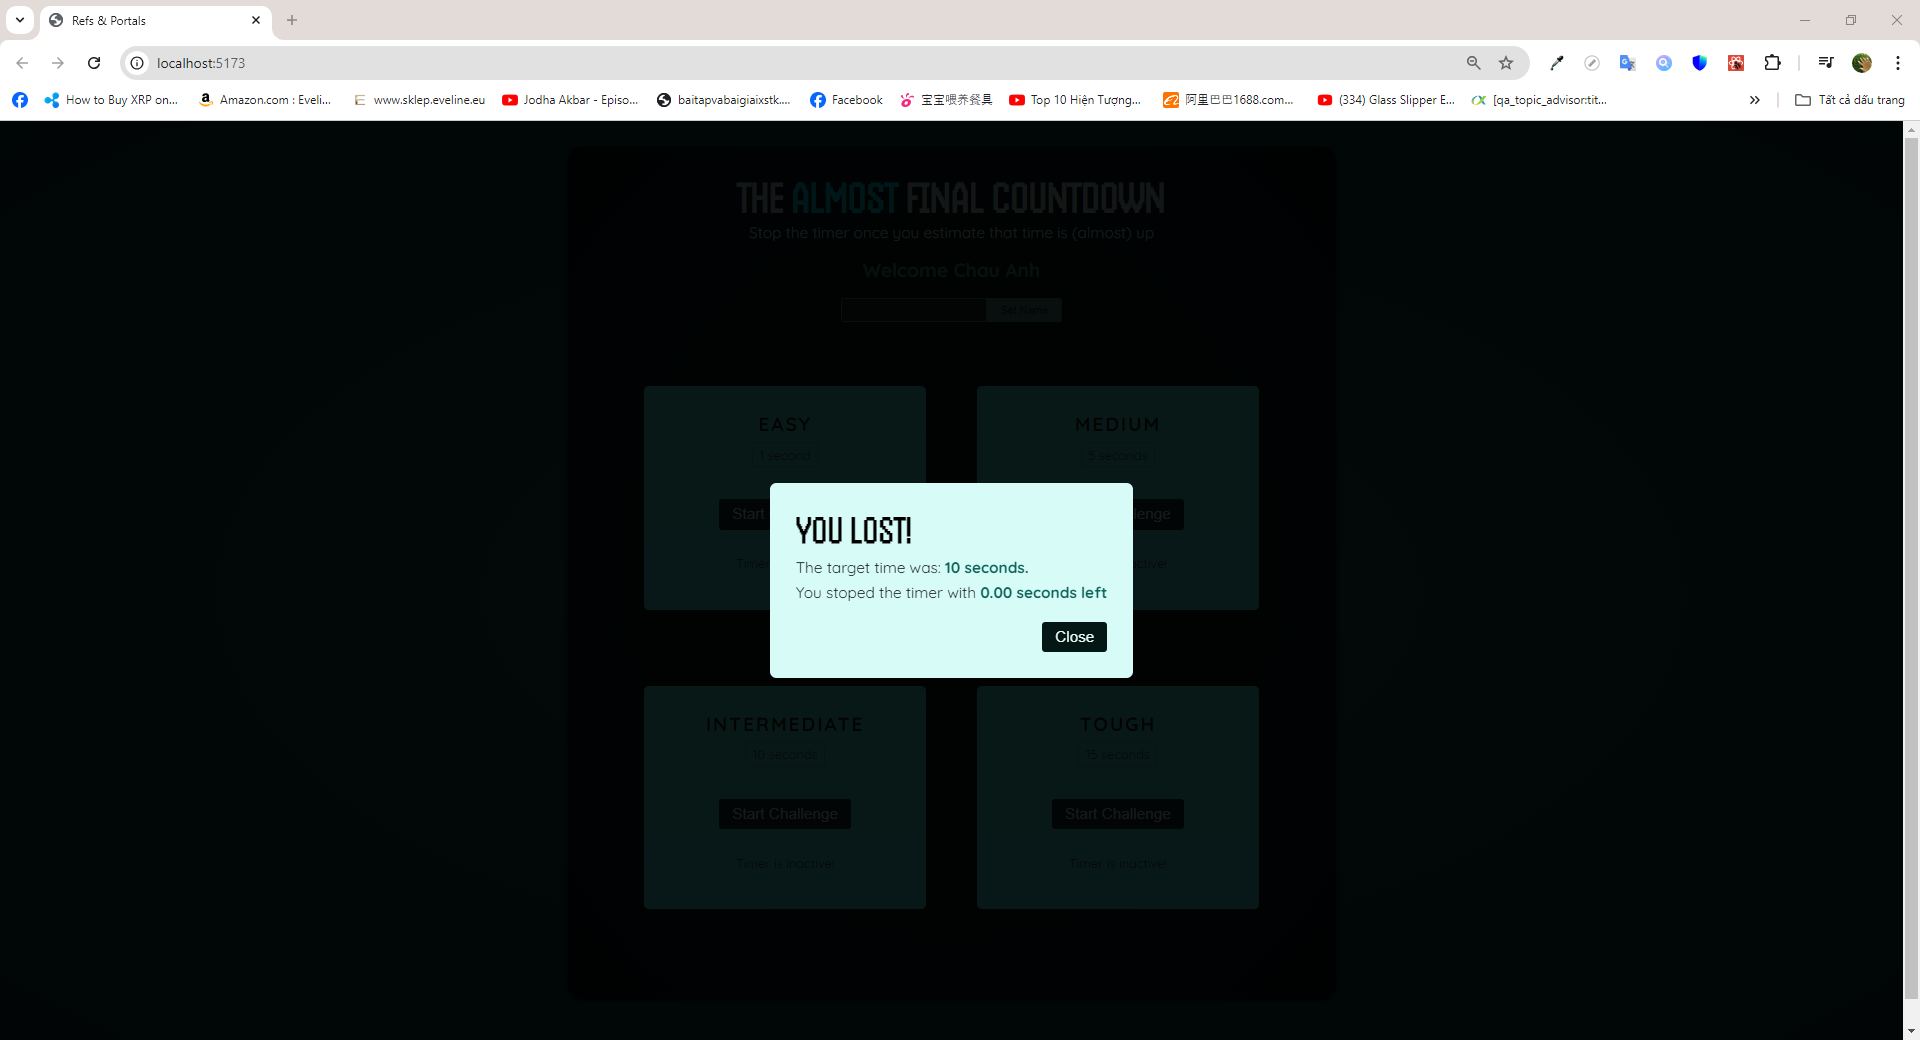 Refs & Portals
localhost:5173
How to Buy XRP on...
Amazon.com : Eveli...
www.sklep.eveline.eu
Jodha Akbar - Episo...
baitapvabaigiaixstk....
Facebook
宝宝喂养餐具
Top 10 Hiện Tượng...
阿里巴巴1688.com...
(334) Glass Slipper E...
[qa_topic_advisor:tit...
Tất cả dấu trang
THE ALMOST FINAL COUNTDOWN
Stop the timer once you estimate that time is (almost) up
Welcome Chau Anh
Set Name
EASY
1 second
Start
Timer
MEDIUM
5 seconds
lenge
active!
YOU LOST!
The target time was: 10 seconds.
You stoped the timer with 0.00 seconds left
Close
INTERMEDIATE
10 seconds
Start Challenge
Timer is inactive!
TOUGH
15 seconds
Start Challenge
Timer is inactive!